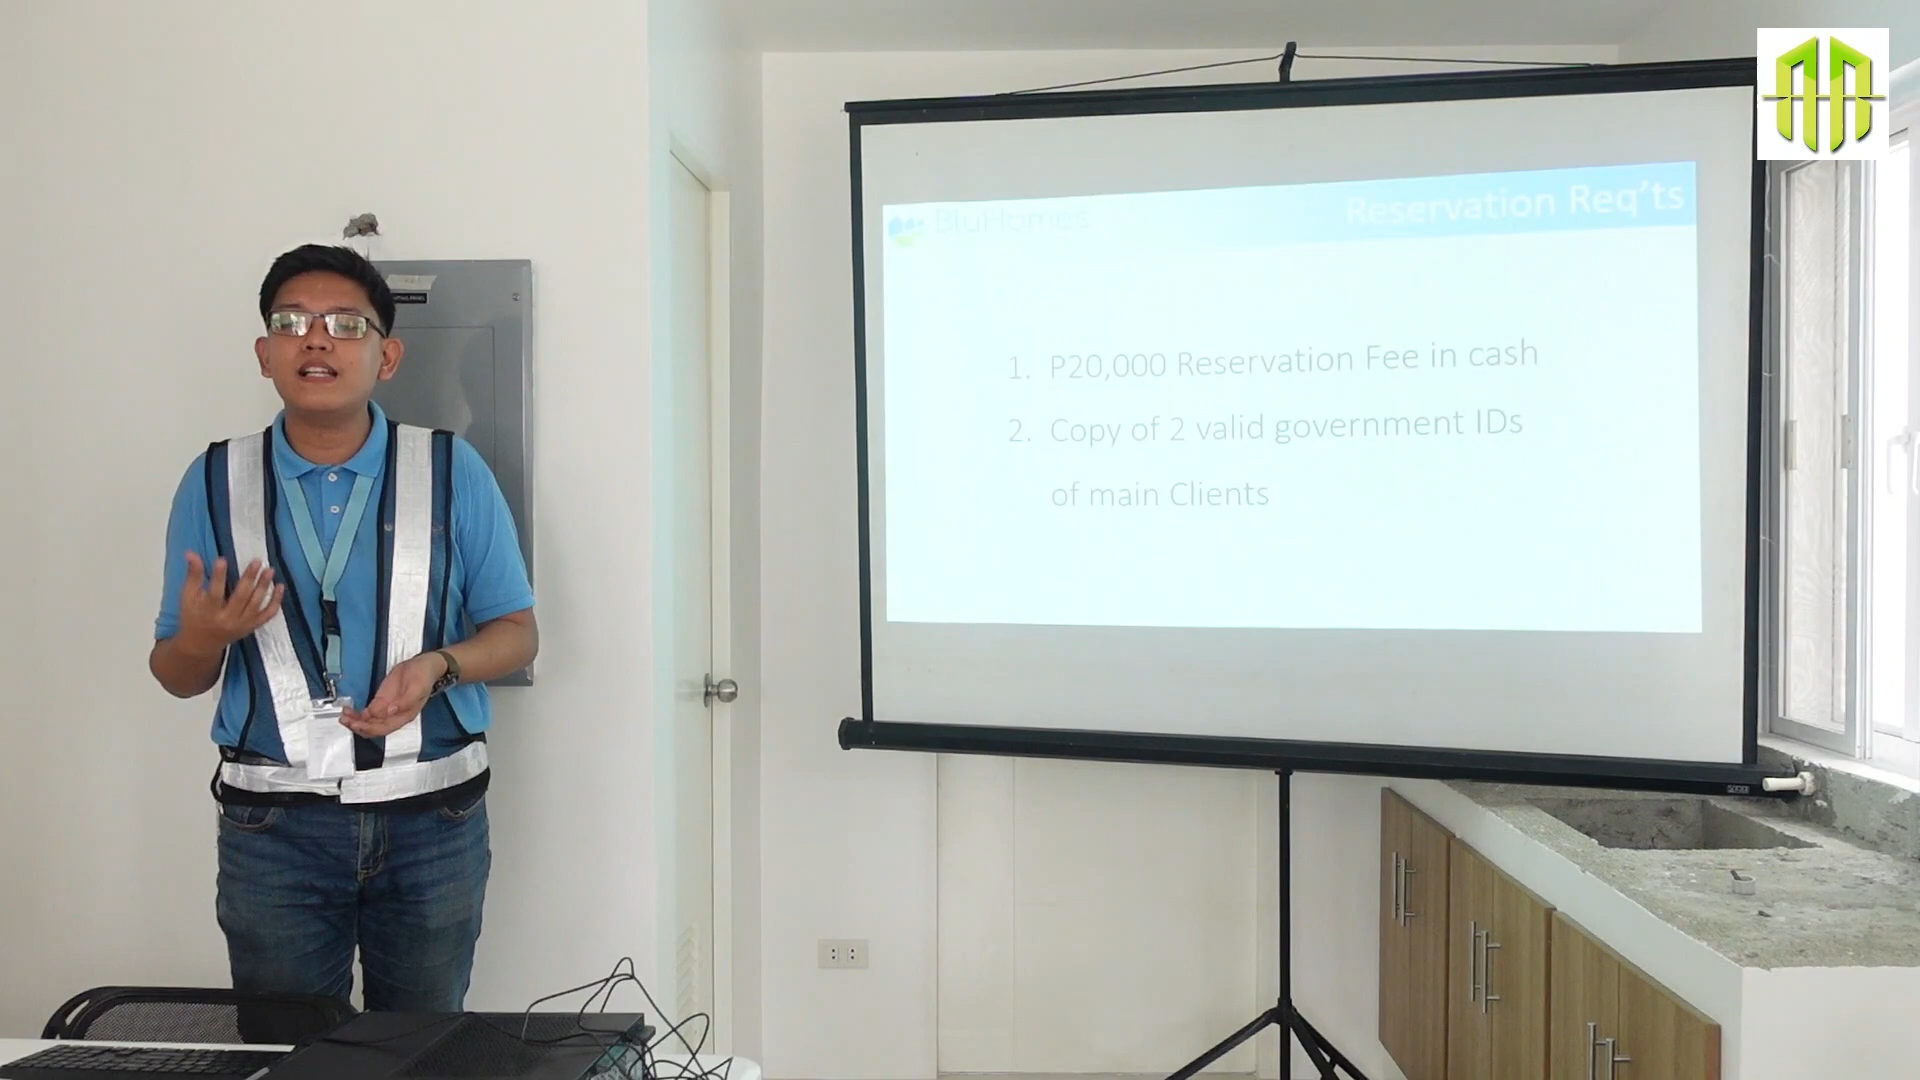 BluHomes
Reservation Req'ts
1. P20,000 Reservation Fee in cash
2. Copy of 2 valid government IDs
of main Clients